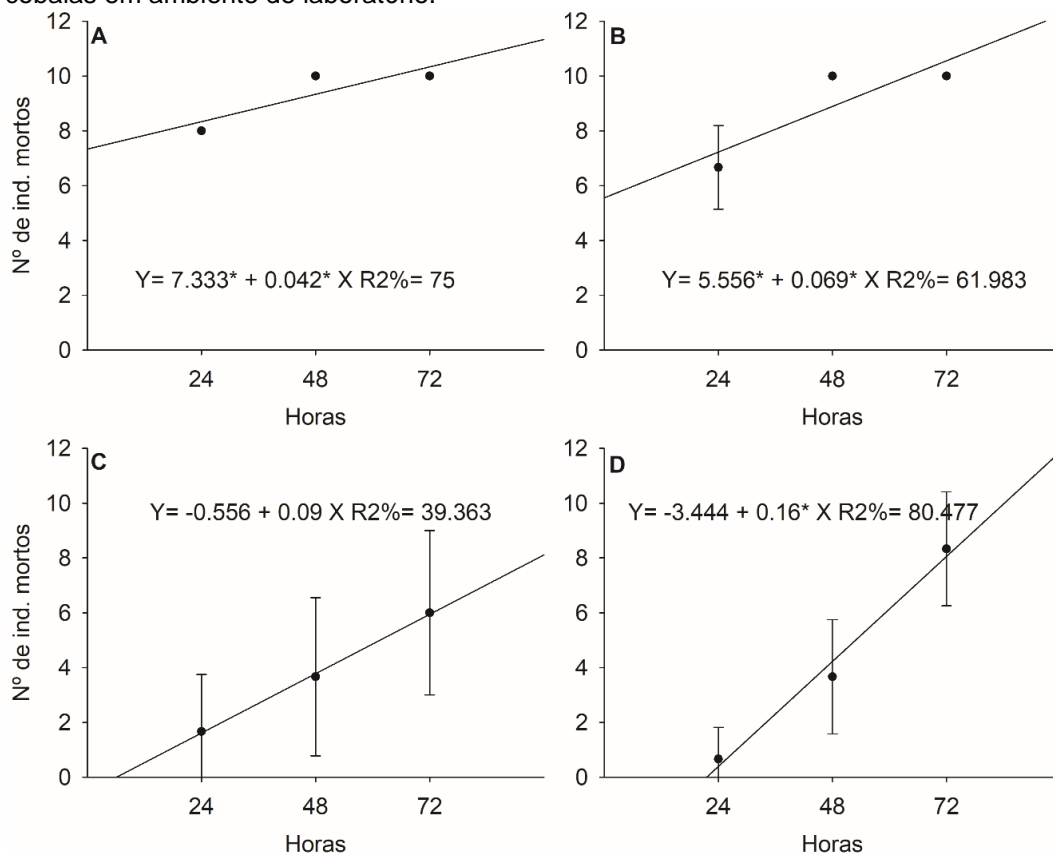 cobaias em ambiente de laboratório.
A
12
10
8
6
4
2
0
Nº de ind. mortos
Y= 7.333* + 0.042* X R2%= 75
24 48 72
Horas
B
12
10
8
6
4
2
0
Y= 5.556* + 0.069* X R2%= 61.983
24 48 72
Horas
C
12
10
8
6
4
2
0
Nº de ind. mortos
Y= -0.556 + 0.09 X R2%= 39.363
24 48 72
Horas
D
12
10
8
6
4
2
0
Y= -3.444 + 0.16* X R2%= 80.477
24 48 72
Horas